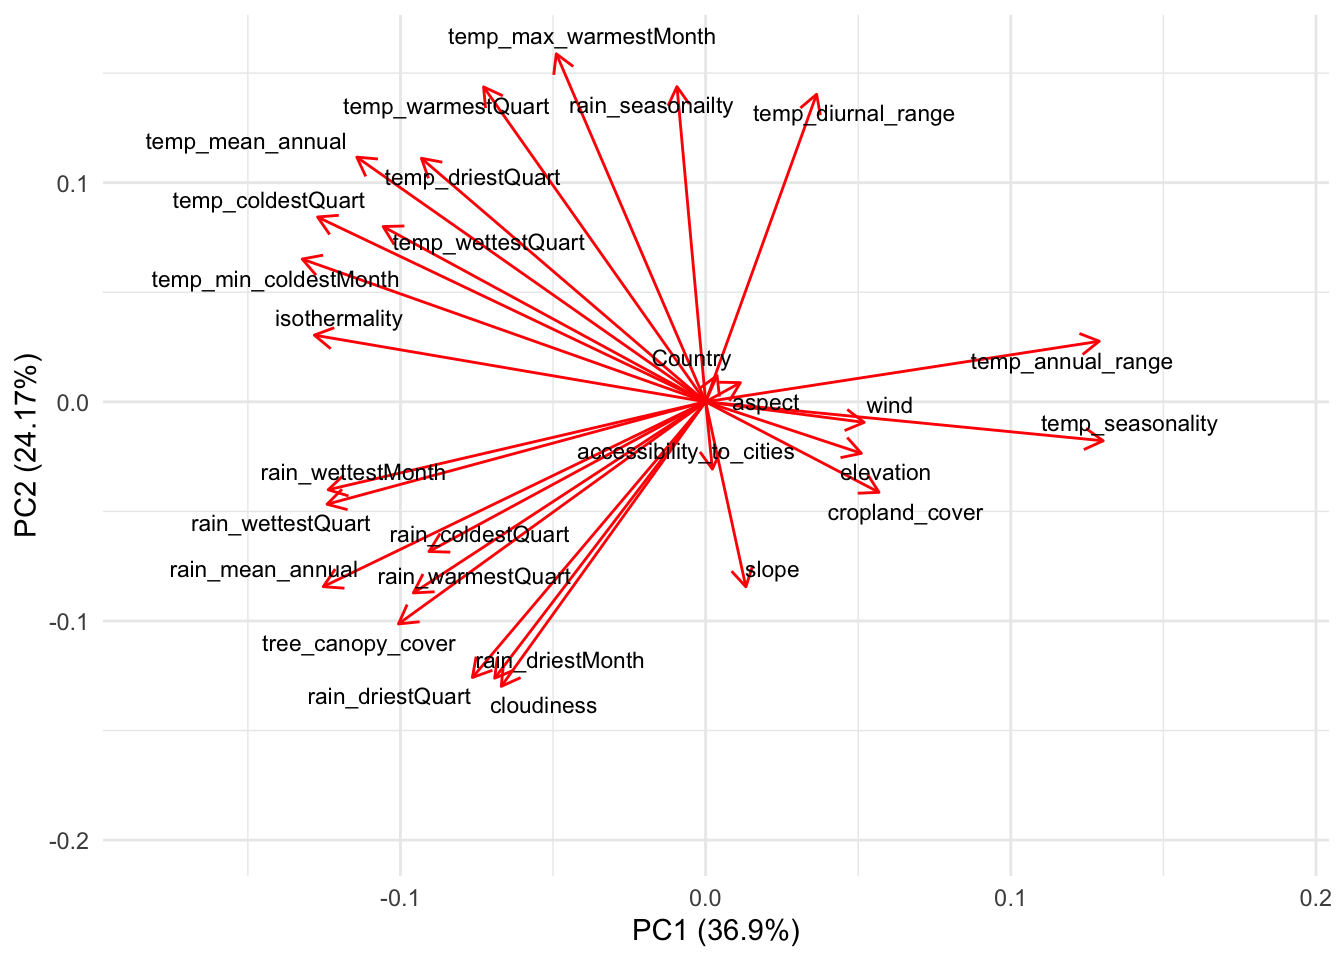 temp_max_warmestMonth
temp_warmestQuart
rain_seasonailty
temp_diurnal_range
temp_mean_annual
temp_driestQuart
temp_coldestQuart
temp_wettestQuart
temp_min_coldestMonth
isothermality
Country
temp_annual_range
aspect
wind
temp_seasonality
accessibility_to_cities
rain_wettestMonth
elevation
rain_wettestQuart
cropland_cover
rain_coldestQuart
rain_mean_annual
rain_warmestQuart
slope
tree_canopy_cover
rain_driestMonth
rain_driestQuart
cloudiness
0.1
0.0
-0.1
-0.2
PC2 (24.17%)
-0.1
0.0
0.1
0.2
PC1 (36.9%)